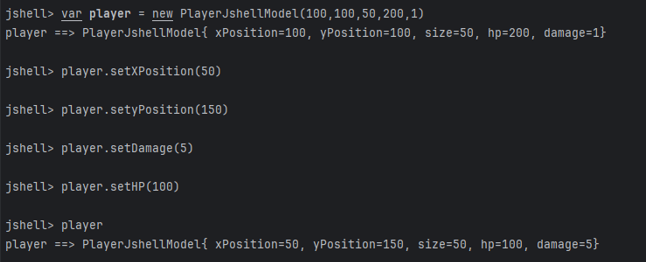 jshell> var player = new PlayerJshellModel(100,100,50,200,1)
player ==> PlayerJshellModel{ xPosition=100, yPosition=100, size=50, hp=200, damage=1}
jshell> player.setXPosition(50)
jshell> player.setyPosition(150)
jshell> player.setDamage(5)
jshell> player.setHP(100)
jshell> player
player ==> PlayerJshellModel{ xPosition=50, yPosition=150, size=50, hp=100, damage=5}